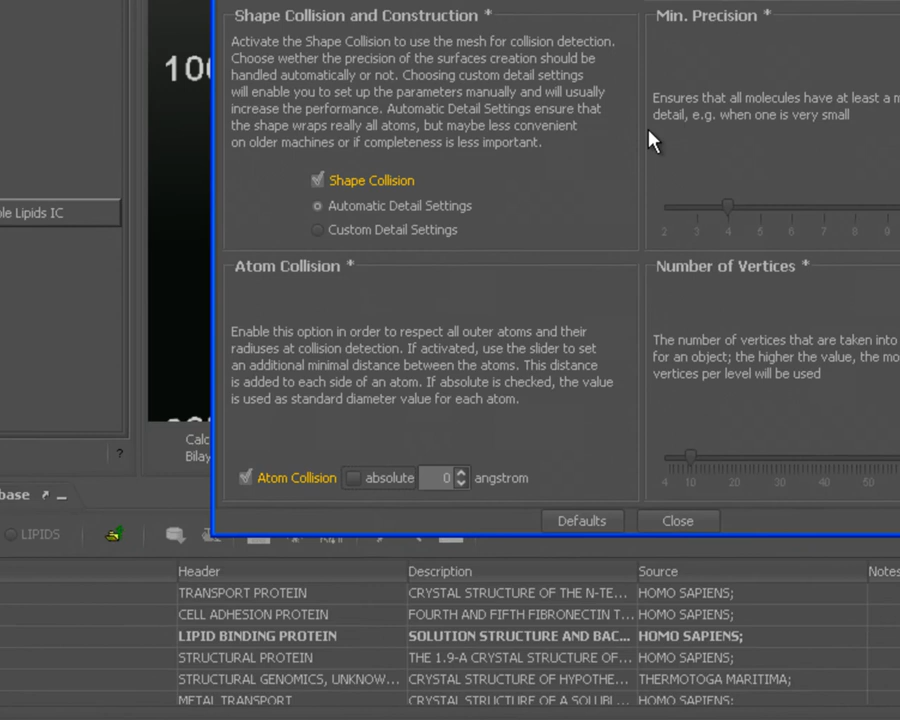 Shape Collision and Construction *
Activate the Shape Collision to use the mesh for collision detection.
Choose wether the precision of the surfaces creation should be
handled automatically or not. Choosing custom detail settings
will enable you to set up the parameters manually and will usually
increase the performance. Automatic Detail Settings ensure that
the shape wraps really all atoms, but maybe less convenient
on older machines or if completeness is less important.
Shape Collision
Automatic Detail Settings
Custom Detail Settings
Min. Precision *
Ensures that all molecules have at least a
detail, e.g. when one is very small
2 3 4 5 6 7 8 9
Atom Collision *
Enable this option in order to respect all outer atoms and their
radiuses at collision detection. If activated, use the slider to set
an additional minimal distance between the atoms. This distance
is added to each side of an atom. If absolute is checked, the value
is used as standard diameter value for each atom.
Atom Collision absolute 0 angstrom
Number of Vertices *
The number of vertices that are taken into
for an object; the higher the value, the
vertices per level will be used
4 10 20 30 40 50
Defaults Close
Lipids IC
?
LIPIDS
Header Description Source Notes
TRANSPORT PROTEIN CRYSTAL STRUCTURE OF THE N-TE... HOMO SAPIENS;
CELL ADHESION PROTEIN FOURTH AND FIFTH FIBRONECTIN T... HOMO SAPIENS;
LIPID BINDING PROTEIN SOLUTION STRUCTURE AND BAC... HOMO SAPIENS;
STRUCTURAL PROTEIN THE 1.9-A CRYSTAL STRUCTURE OF... HOMO SAPIENS;
STRUCTURAL GENOMICS, UNKNOW... CRYSTAL STRUCTURE OF HYPOTHE... THERMOTOGA MARITIMA;
METAL TRANSPORT CRYSTAL STRUCTURE OF A SOLUBL... HOMO SAPIENS;